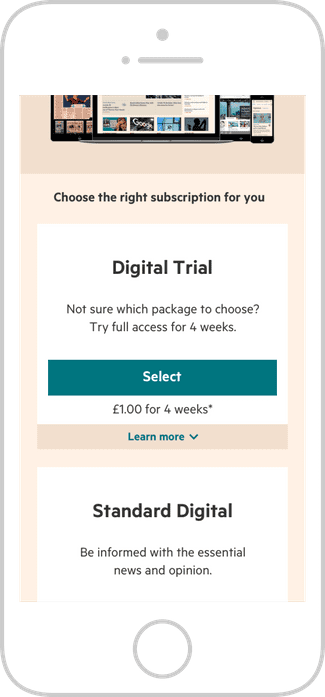 Google
Choose the right subscription for you
Digital Trial
Not sure which package to choose?
Try full access for 4 weeks.
Select
£1.00 for 4 weeks*
Learn more
Standard Digital
Be informed with the essential
news and opinion.